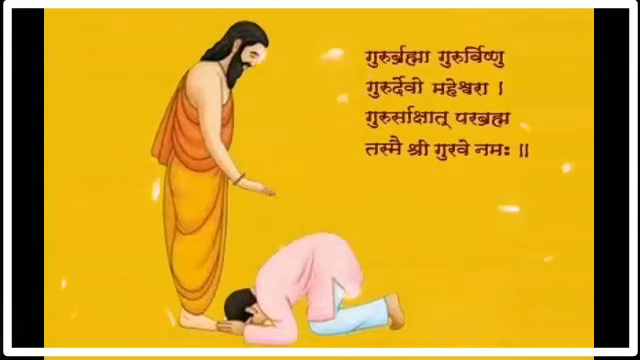 गुरुर्ब्रह्मा गुरुर्विष्णु
गुरुर्देवो महेश्वरा ।
गुरुर्साक्षात् परब्रह्म
तस्मै श्री गुरवे नमः ॥